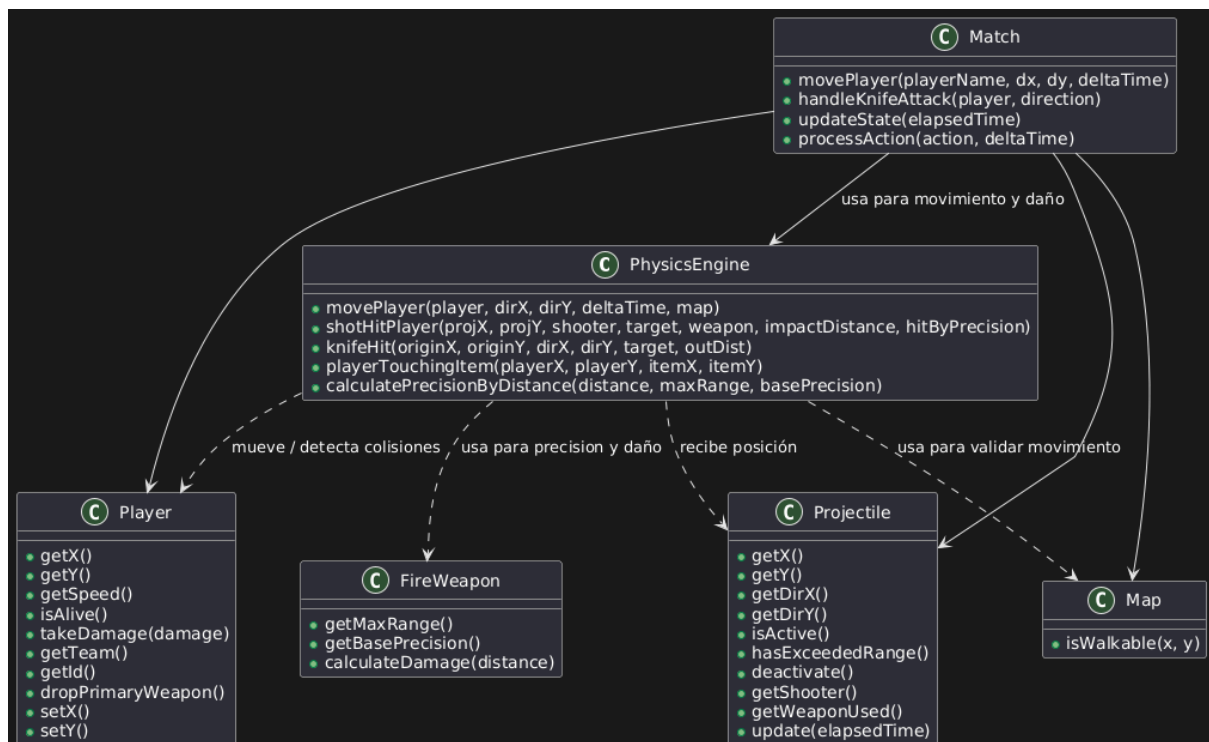 C Match
movePlayer(playerName, dx, dy, deltaTime)
handleKnifeAttack(player, direction)
updateState(elapsedTime)
processAction(action, deltaTime)
usa para movimiento y daño
C PhysicsEngine
movePlayer(player, dirX, dirY, deltaTime, map)
shotHitPlayer(projX, projY, shooter, target, weapon, impactDistance, hitByPrecision)
knifeHit(originX, originY, dirX, dirY, target, outDist)
playerTouchingItem(playerX, playerY, itemX, itemY)
calculatePrecisionByDistance(distance, maxRange, basePrecision)
mueve / detecta colisiones
usa para precision y daño
recibe posición
usa para validar movimiento
C Player
getX()
getY()
getSpeed()
isAlive()
takeDamage(damage)
getTeam()
getId()
dropPrimaryWeapon()
setX()
setY()
C FireWeapon
getMaxRange()
getBasePrecision()
calculateDamage(distance)
C Projectile
getX()
getY()
getDirX()
getDirY()
isActive()
hasExceededRange()
deactivate()
getShooter()
getWeaponUsed()
update(elapsedTime)
C Map
isWalkable(x, y)